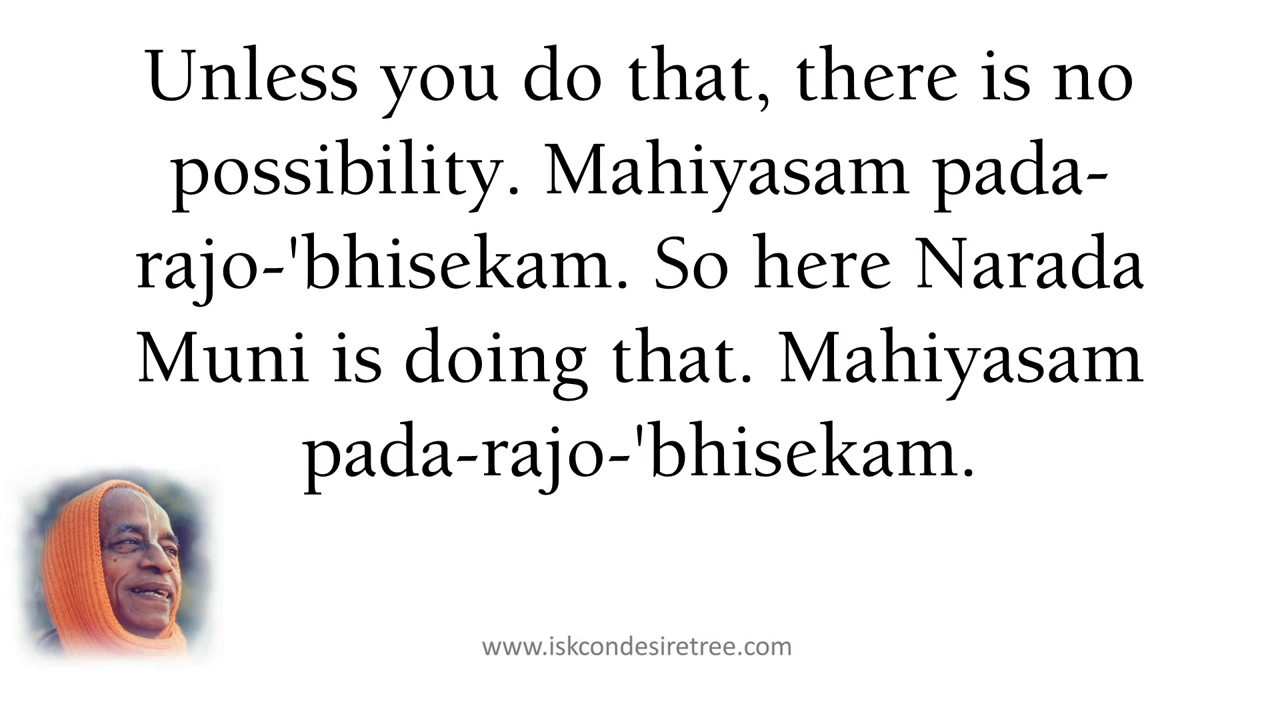 Unless you do that, there is no
possibility. Mahiyasam pada-
rajo-'bhisekam. So here Narada
Muni is doing that. Mahiyasam
pada-rajo-'bhisekam.
www.iskcondesiretree.com